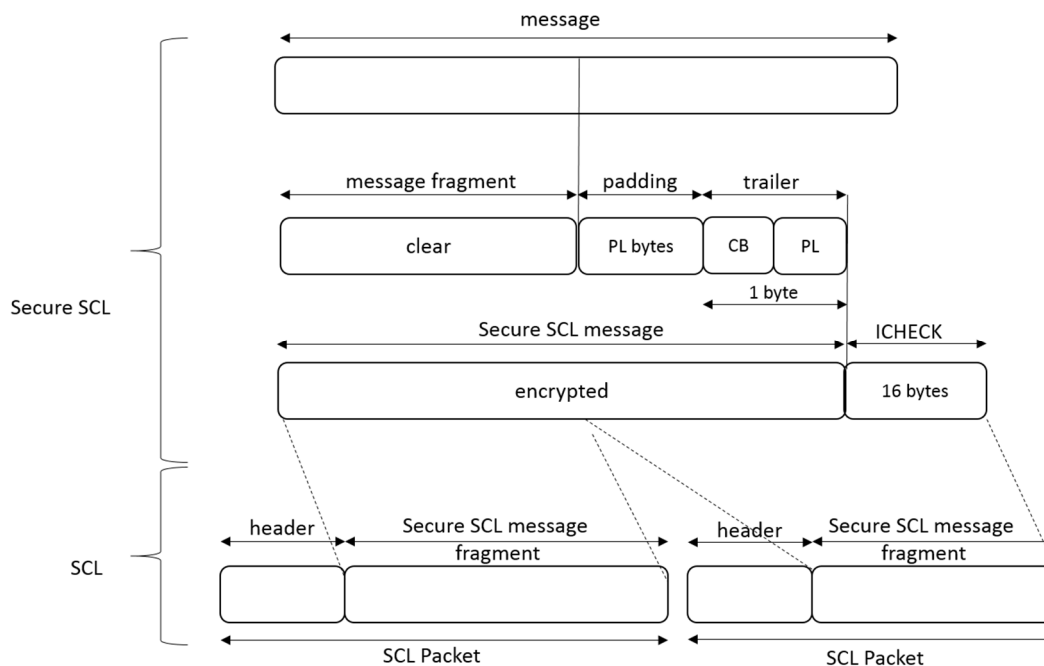 message
message fragment
padding
trailer
clear
PL bytes
CB
PL
1 byte
Secure SCL
Secure SCL message
ICHECK
encrypted
16 bytes
header
Secure SCL message
fragment
header
Secure SCL message
fragment
SCL
SCL Packet
SCL Packet